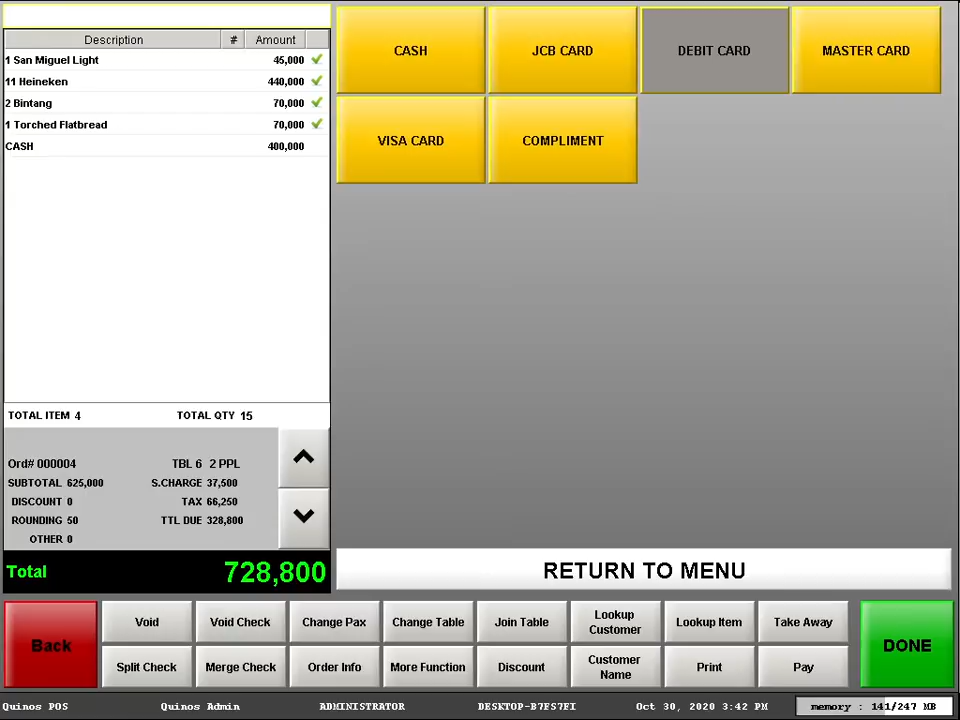 Description # Amount
1 San Miguel Light 45,000
11 Heineken 440,000
2 Bintang 70,000
1 Torched Flatbread 70,000
CASH 400,000
TOTAL ITEM 4 TOTAL QTY 15
Ord# 000004 TBL 6 2 PPL
SUBTOTAL 625,000 S.CHARGE 37,500
DISCOUNT 0 TAX 66,250
ROUNDING 50 TTL DUE 328,800
OTHER 0
Total 728,800
CASH JCB CARD DEBIT CARD MASTER CARD
VISA CARD COMPLIMENT
RETURN TO MENU
Back
Void Void Check Change Pax Change Table Join Table Lookup Customer Lookup Item Take Away
Split Check Merge Check Order Info More Function Discount Customer Name Print Pay
DONE
Quinos POS Quinos Admin ADMINISTRATOR DESKTOP-B7FS7EI Oct 30, 2020 3:42 PM memory : 141/247 MB